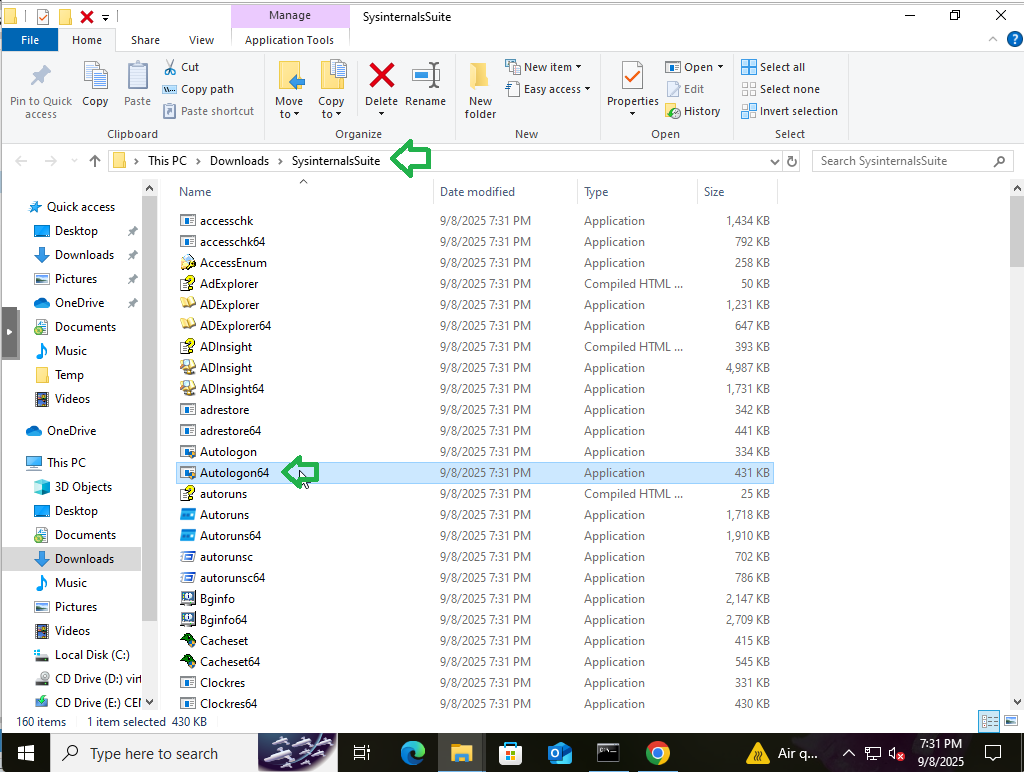 Manage
SysinternalsSuite
File
Home
Share
View
Application Tools
Pin to Quick access
Copy
Paste
Cut
Copy path
Paste shortcut
Clipboard
Move to
Copy to
Delete
Rename
Organize
New folder
New item
Easy access
New
Properties
Open
Edit
History
Open
Select all
Select none
Invert selection
Select
This PC > Downloads > SysinternalsSuite
Search SysinternalsSuite
Name Date modified Type Size
Quick access
Desktop
Downloads
Pictures
OneDrive
Documents
Music
Temp
Videos
OneDrive
This PC
3D Objects
Desktop
Documents
Downloads
Music
Pictures
Videos
Local Disk (C:)
CD Drive (D:) virt
CD Drive (E:) CEN
accesschk 9/8/2025 7:31 PM Application 1,434 KB
accesschk64 9/8/2025 7:31 PM Application 792 KB
AccessEnum 9/8/2025 7:31 PM Application 258 KB
AdExplorer 9/8/2025 7:31 PM Compiled HTML ... 50 KB
ADExplorer 9/8/2025 7:31 PM Application 1,231 KB
ADExplorer64 9/8/2025 7:31 PM Application 647 KB
ADInsight 9/8/2025 7:31 PM Compiled HTML ... 393 KB
ADInsight 9/8/2025 7:31 PM Application 4,987 KB
ADInsight64 9/8/2025 7:31 PM Application 1,731 KB
adrestore 9/8/2025 7:31 PM Application 342 KB
adrestore64 9/8/2025 7:31 PM Application 441 KB
Autologon 9/8/2025 7:31 PM Application 334 KB
Autologon64 9/8/2025 7:31 PM Application 431 KB
autoruns 9/8/2025 7:31 PM Compiled HTML ... 25 KB
Autoruns 9/8/2025 7:31 PM Application 1,718 KB
Autoruns64 9/8/2025 7:31 PM Application 1,910 KB
autorunsc 9/8/2025 7:31 PM Application 702 KB
autorunsc64 9/8/2025 7:31 PM Application 786 KB
Bginfo 9/8/2025 7:31 PM Application 2,147 KB
Bginfo64 9/8/2025 7:31 PM Application 2,709 KB
Cacheset 9/8/2025 7:31 PM Application 415 KB
Cacheset64 9/8/2025 7:31 PM Application 545 KB
Clockres 9/8/2025 7:31 PM Application 331 KB
Clockres64 9/8/2025 7:31 PM Application 430 KB
160 items 1 item selected 430 KB
Type here to search
Air q...
7:31 PM
9/8/2025